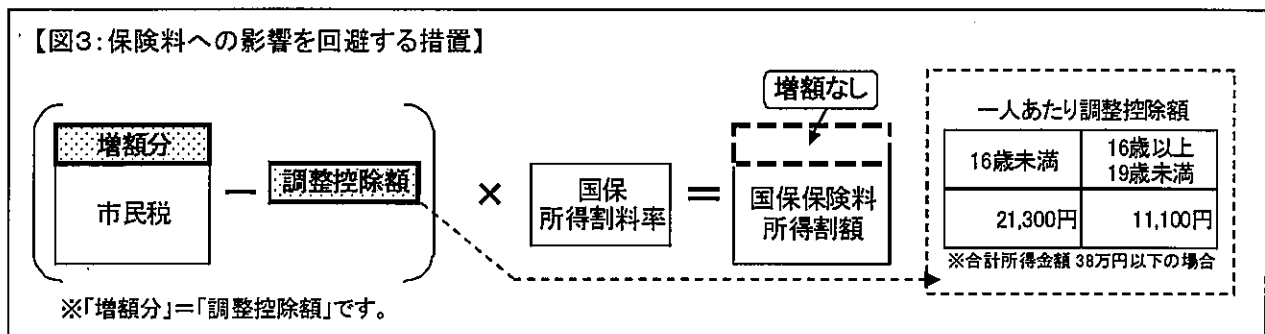 【図3:保険料への影響を回避する措置】
増額なし
増額分
市民税
－
調整控除額
×
国保
所得割料率
＝
国保保険料
所得割額
一人あたり調整控除額
16歳未満
16歳以上
19歳未満
21,300円
11,100円
※合計所得金額 38万円以下の場合
※「増額分」＝「調整控除額」です。